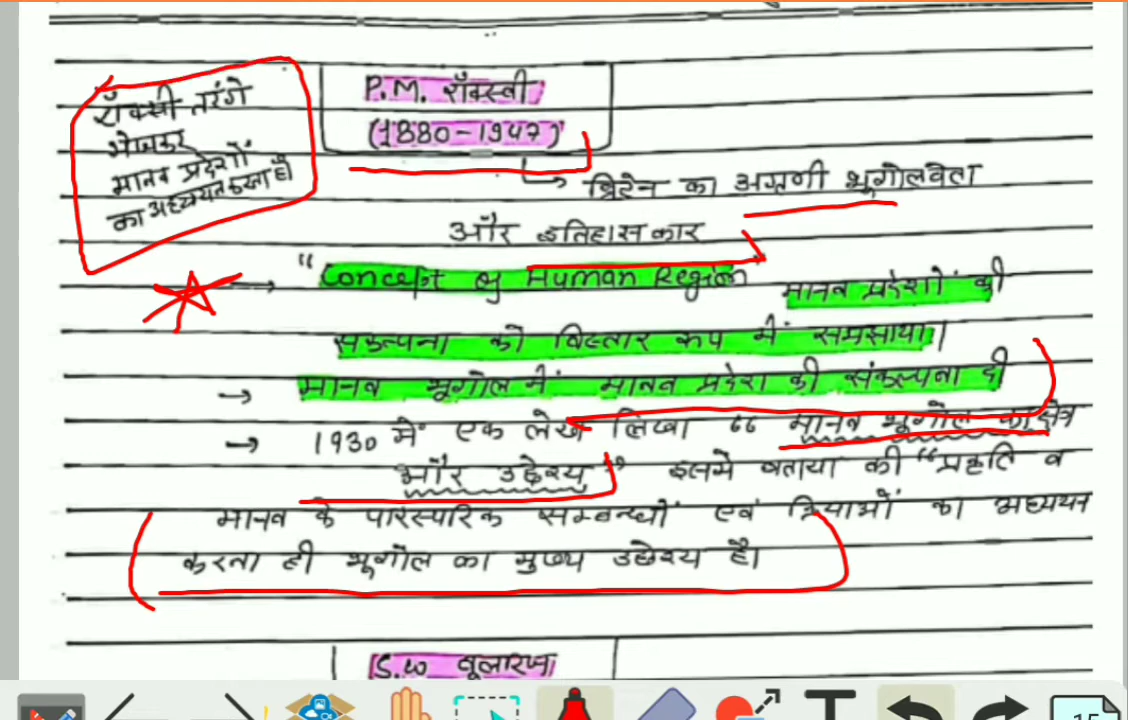 रॉक्सी तरंगे
भेजकर
मानव प्रदेशों
का अध्ययन करता है
P.M. रॉक्स्बी
(1880-1947)
ब्रिटेन का अग्रणी भूगोलवेता
और इतिहासकार
"Concept of Human Region" मानव प्रदेशों की
सकल्पना को विस्तार रूप में समझाया।
→ मानव भूगोल में मानव प्रदेश की संकल्पना दी
→ 1930 में एक लेख लिखा "मानव भूगोल का क्षेत्र
और उद्देश्य" इसमे बताया की "प्रकृति व
मानव के पारस्परिक सम्बन्धों एवं क्रियाओं का अध्ययन
करना ही भूगोल का मुख्य उद्देश्य है।
S.W वूलरिज
15